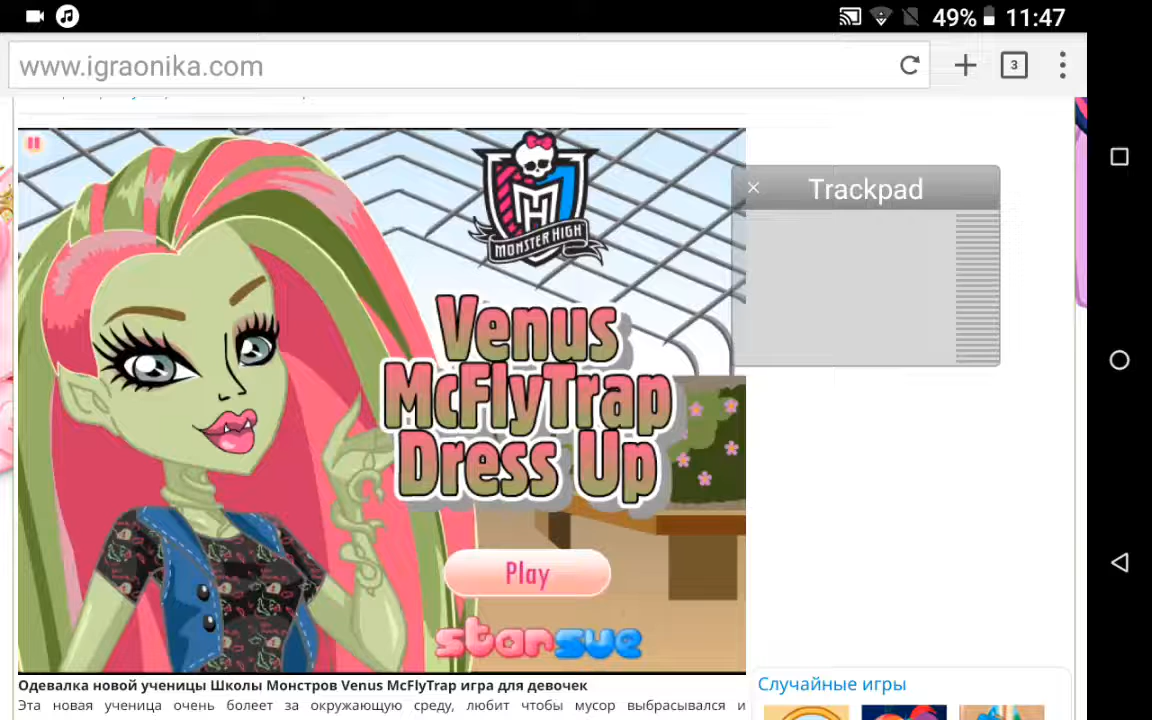 49% 11:47
www.igraonika.com
3
MONSTER HIGH
Trackpad
Venus
McFlyTrap
Dress Up
Play
starsue
Одевалка новой ученицы Школы Монстров Venus McFlyTrap игра для девочек
Эта новая ученица очень болеет за окружающую среду, любит чтобы мусор выбрасывался и
Случайные игры